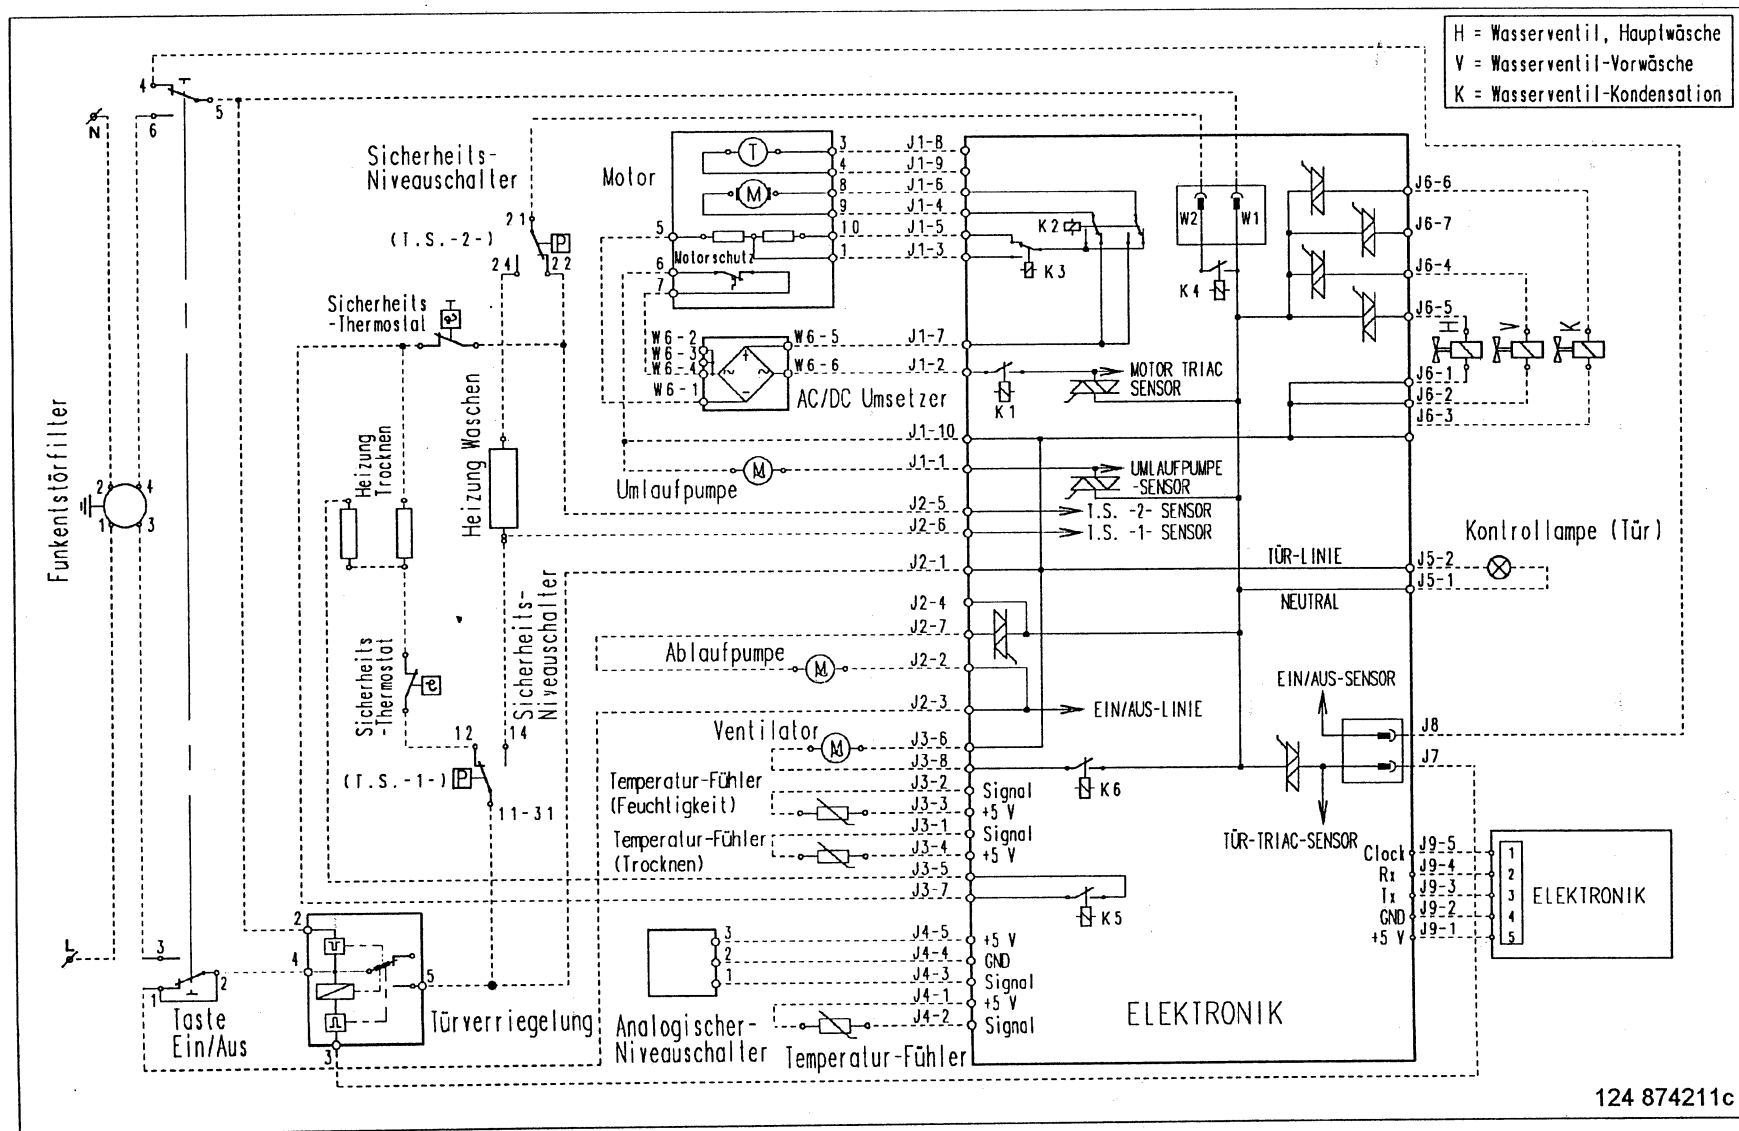 H = Wasserventil, Hauptwäsche
V = Wasserventil-Vorwäsche
K = Wasserventil-Kondensation
4
5
6
N
Sicherheits-
Niveauschalter
21
(T.S.-2-)
P
24
22
Motor
T
M
3
4
8
9
10
1
5
6
7
Motorschutz
J1-8
J1-9
J1-6
J1-4
J1-5
J1-3
K2
K3
W2
W1
K4
J6-6
J6-7
J6-4
J6-5
H
V
K
J6-1
J6-2
J6-3
Sicherheits
-Thermostat
W6-2
W6-3
W6-4
W6-1
W6-5
W6-6
AC/DC Umsetzer
J1-7
J1-2
K1
MOTOR TRIAC
SENSOR
Funkentstörfilter
2
4
1
3
Heizung
Trocknen
Heizung Waschen
J1-10
J1-1
M
Umlaufpumpe
UMLAUFPUMPE
-SENSOR
J2-5
T.S. -2- SENSOR
J2-6
T.S. -1- SENSOR
Kontrollampe (Tür)
J2-1
TÜR-LINIE
J5-2
J5-1
NEUTRAL
Sicherheits-
Niveauschalter
J2-4
J2-7
Ablaufpumpe
M
J2-2
Sicherheits
-Thermostat
J2-3
EIN/AUS-LINIE
EIN/AUS-SENSOR
12
14
(T.S.-1-)
P
11-31
Ventilator
M
J3-6
J3-8
K6
J8
J7
TÜR-TRIAC-SENSOR
Temperatur-Fühler
(Feuchtigkeit)
J3-2
Signal
J3-3
+5 V
Temperatur-Fühler
(Trocknen)
J3-1
Signal
J3-4
+5 V
J3-5
J3-7
K5
Clock
J9-5
1
Rx
J9-4
2
Tx
J9-3
3
GND
J9-2
4
+5 V
J9-1
5
ELEKTRONIK
L
3
1
2
Taste
Ein/Aus
2
4
5
3
Türverriegelung
3
2
1
Analogischer-
Niveauschalter
J4-5
+5 V
J4-4
GND
J4-3
Signal
J4-1
+5 V
J4-2
Signal
Temperatur-Fühler
ELEKTRONIK
124 874211c